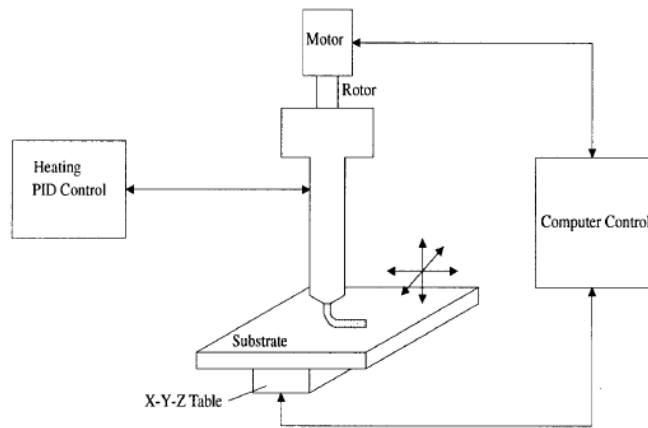 Motor
Rotor
Heating
PID Control
Computer Control
Substrate
X-Y-Z Table